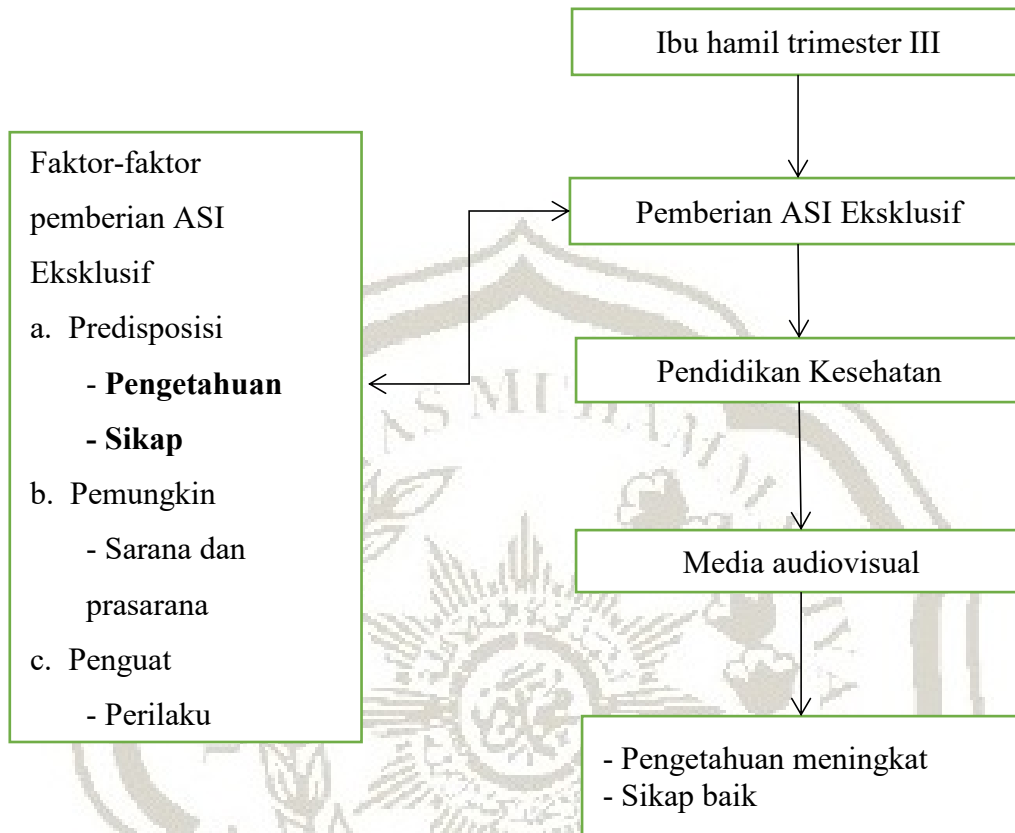 Ibu hamil trimester III
Faktor-faktor
pemberian ASI
Eksklusif
a. Predisposisi
- Pengetahuan
- Sikap
b. Pemungkin
- Sarana dan
prasarana
c. Penguat
- Perilaku
Pemberian ASI Eksklusif
Pendidikan Kesehatan
Media audiovisual
- Pengetahuan meningkat
- Sikap baik